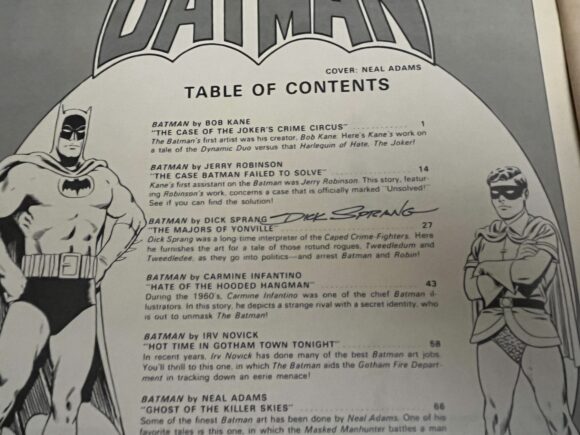 BATMAN
COVER: NEAL ADAMS
TABLE OF CONTENTS
BATMAN by BOB KANE
"THE CASE OF THE JOKER'S CRIME CIRCUS" 1
The Batman's first artist was his creator, Bob Kane. Here's Kane's work on
a tale of the Dynamic Duo versus that Harlequin of Hate, The Joker!
BATMAN by JERRY ROBINSON
"THE CASE BATMAN FAILED TO SOLVE" 14
Kane's first assistant on the Batman was Jerry Robinson. This story, featur-
ing Robinson's work, concerns a case that is officially marked "Unsolved!"
See if you can find the solution!
BATMAN by DICK SPRANG DICK SPRANG
"THE MAJORS OF YONVILLE" 27
Dick Sprang was a long time interpreter of the Caped Crime-Fighters. Here
he furnishes the art for a tale of those rotund rogues, Tweedledum and
Tweedledee, as they go into politics—and arrest Batman and Robin!
BATMAN by CARMINE INFANTINO
"HATE OF THE HOODED HANGMAN" 43
During the 1960's, Carmine Infantino was one of the chief Batman il-
lustrators. In this story, he depicts a strange rival with a secret identity, who
is out to unmask The Batman!
BATMAN by IRV NOVICK
"HOT TIME IN GOTHAM TOWN TONIGHT" 58
In recent years, Irv Novick has done many of the best Batman art jobs.
You'll thrill to this one, in which The Batman aids the Gotham Fire Depart-
ment in tracking down an eerie menace!
BATMAN by NEAL ADAMS
"GHOST OF THE KILLER SKIES" 66
Some of the finest Batman art has been done by Neal Adams. One of his
favorite tales is this one, in which the Masked Manhunter battles a man